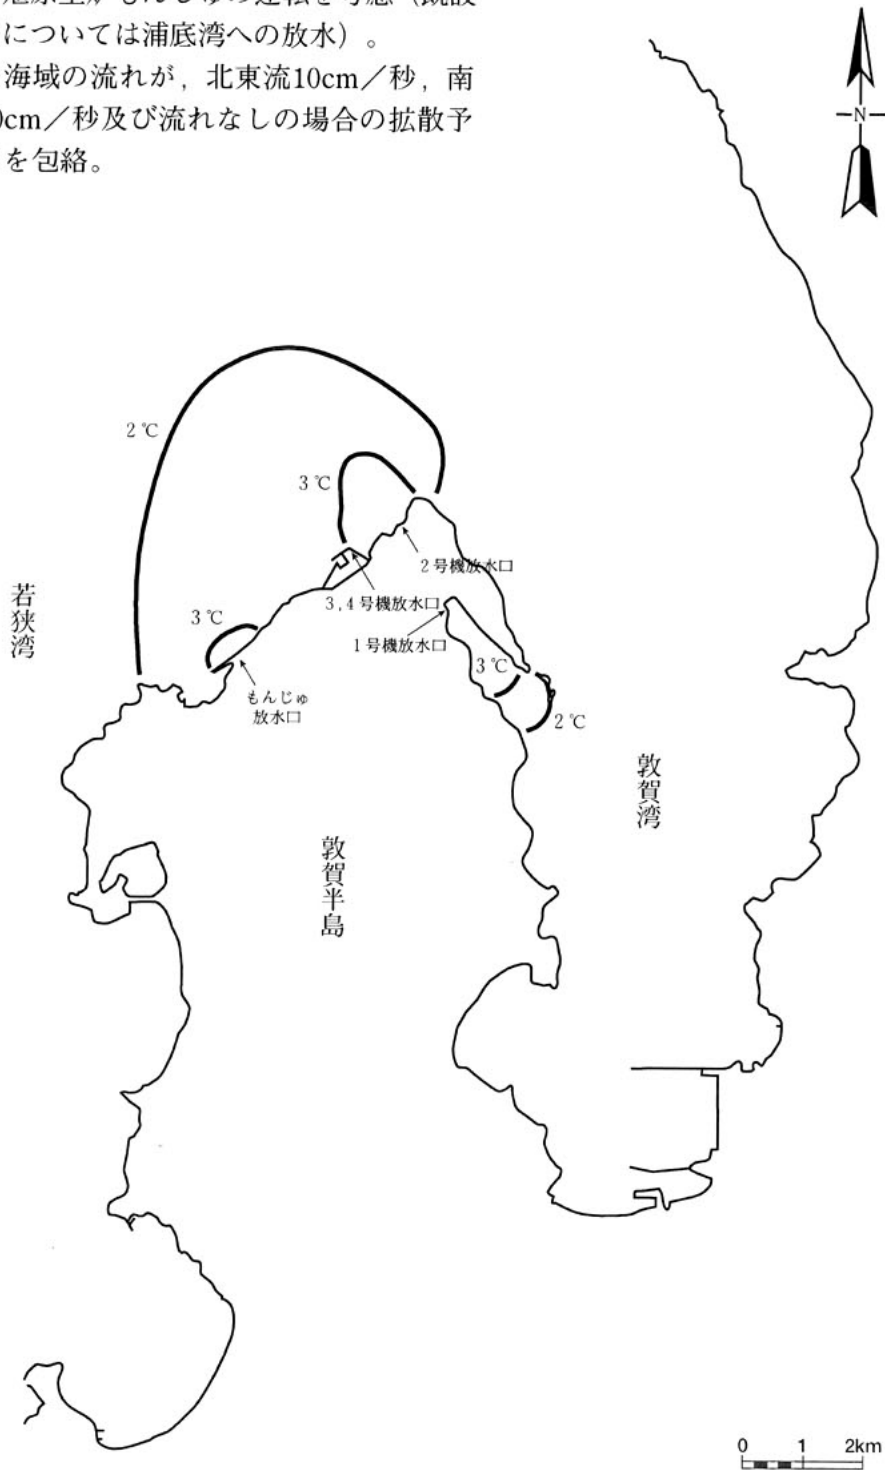 については浦底湾への放水）。
海域の流れが，北東流10cm／秒，南
0cm／秒及び流れなしの場合の拡散予
を包絡。
N
2℃
3℃
2号機放水口
3,4号機放水口
1号機放水口
3℃
もんじゅ
放水口
3℃
2℃
若狭湾
敦賀湾
敦賀半島
0 1 2km